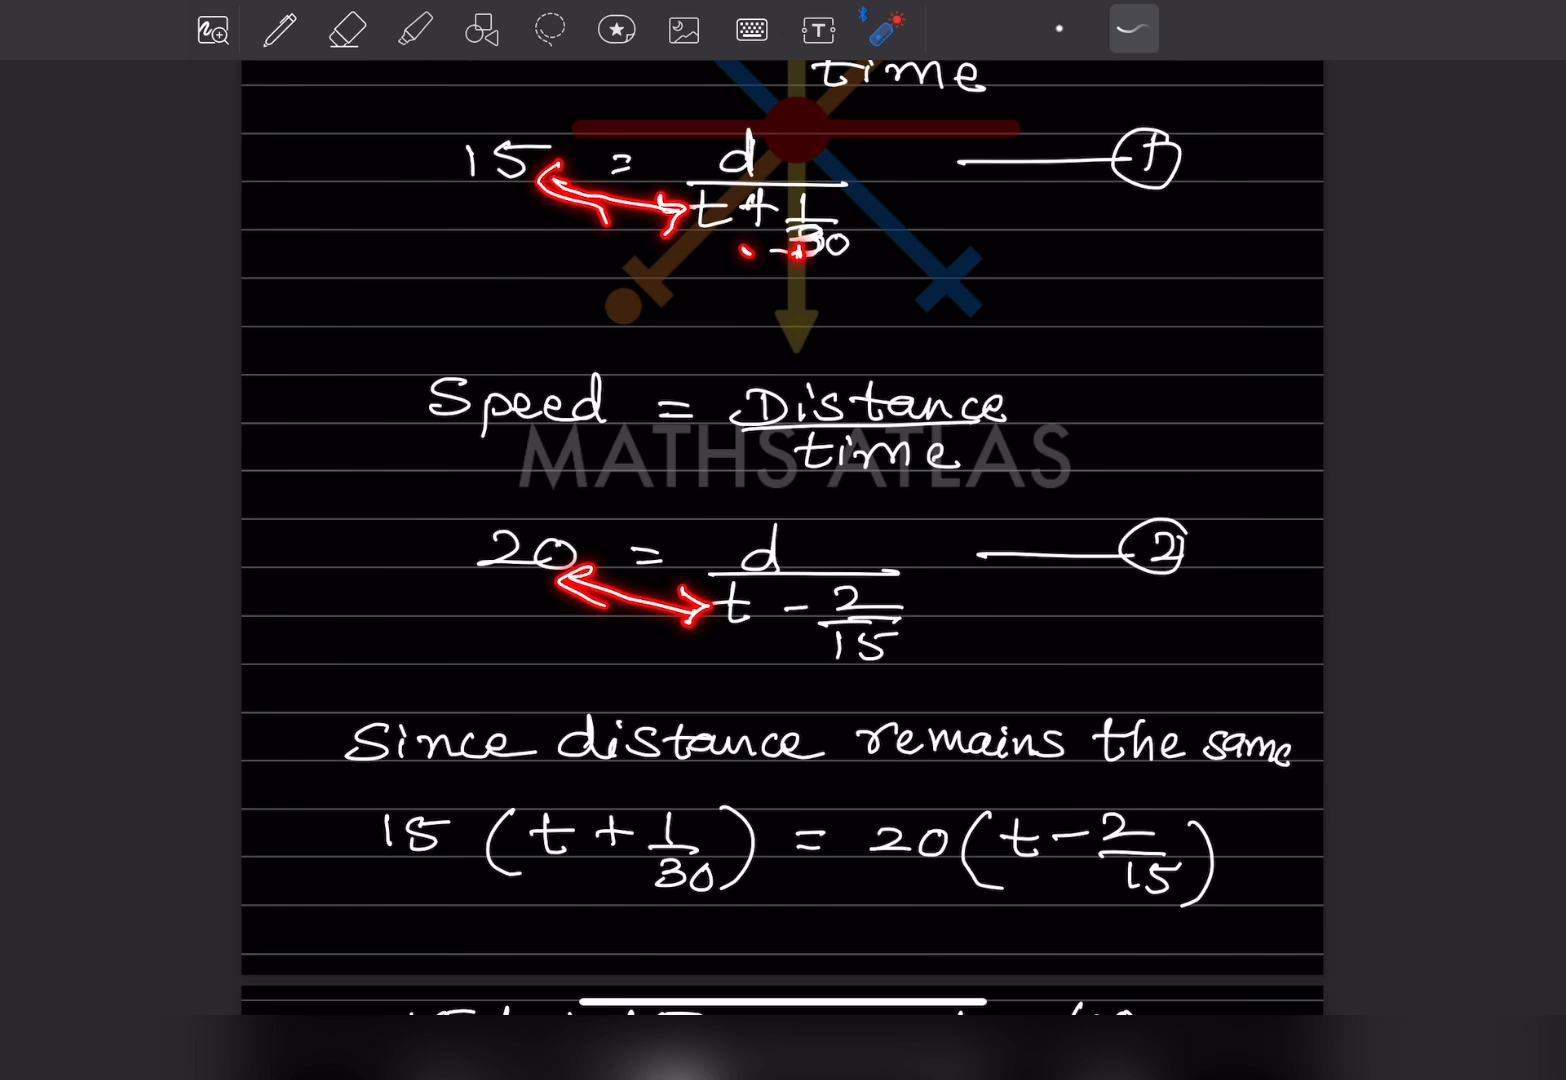 time
15 = d / t + 1/30 —— 1
Speed = Distance / time
MATHS ATLAS
20 = d / t - 2/15 —— 2
Since distance remains the same
15 (t + 1/30) = 20 (t - 2/15)